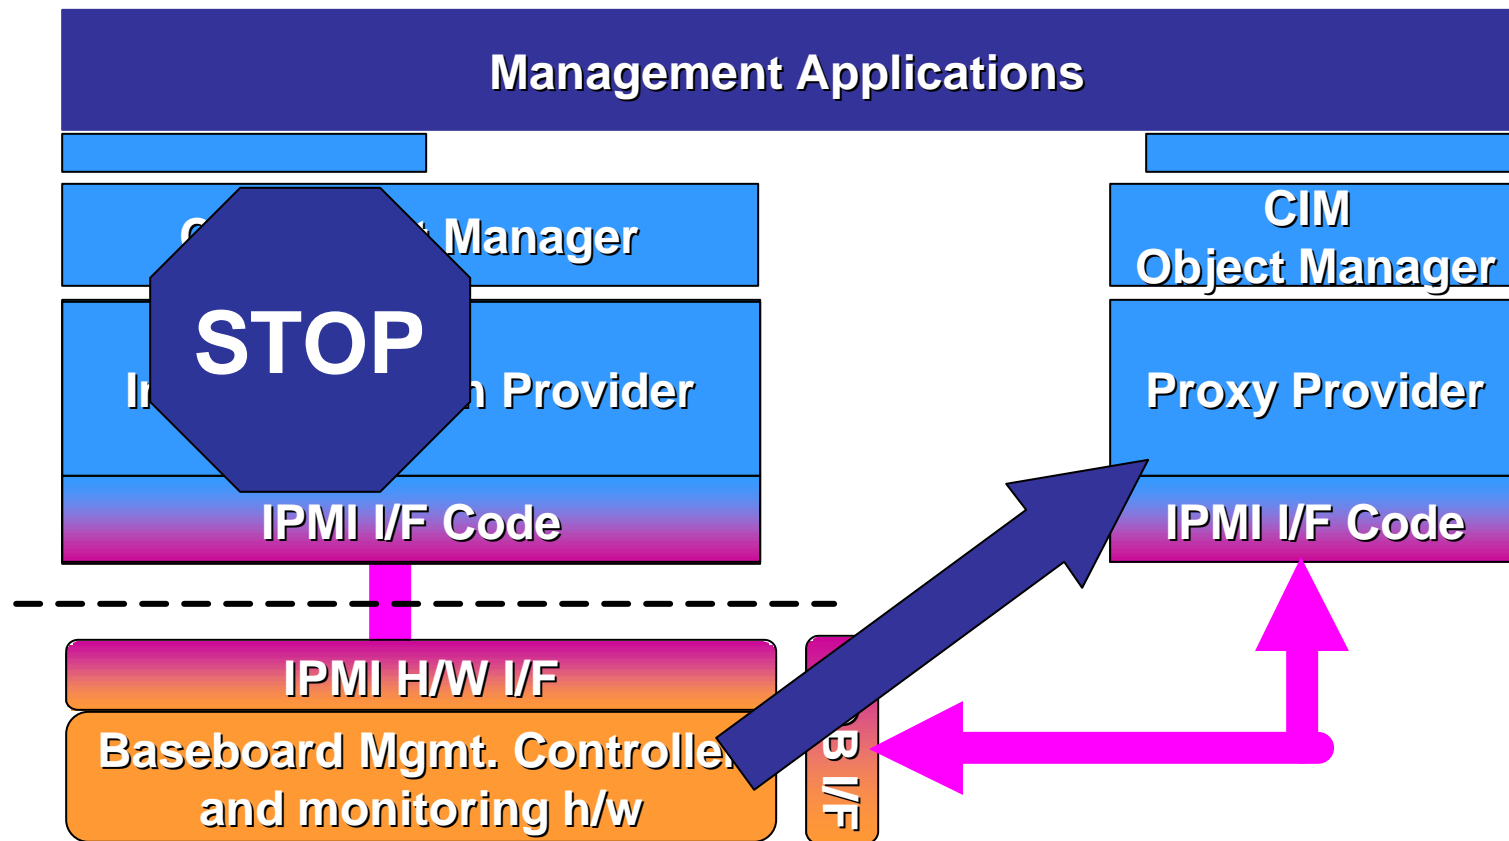 Management Applications
Manager
CIM
Object Manager
STOP
Provider
Proxy Provider
IPMI I/F Code
IPMI I/F Code
IPMI H/W I/F
Baseboard Mgmt. Controller
and monitoring h/w
I/F